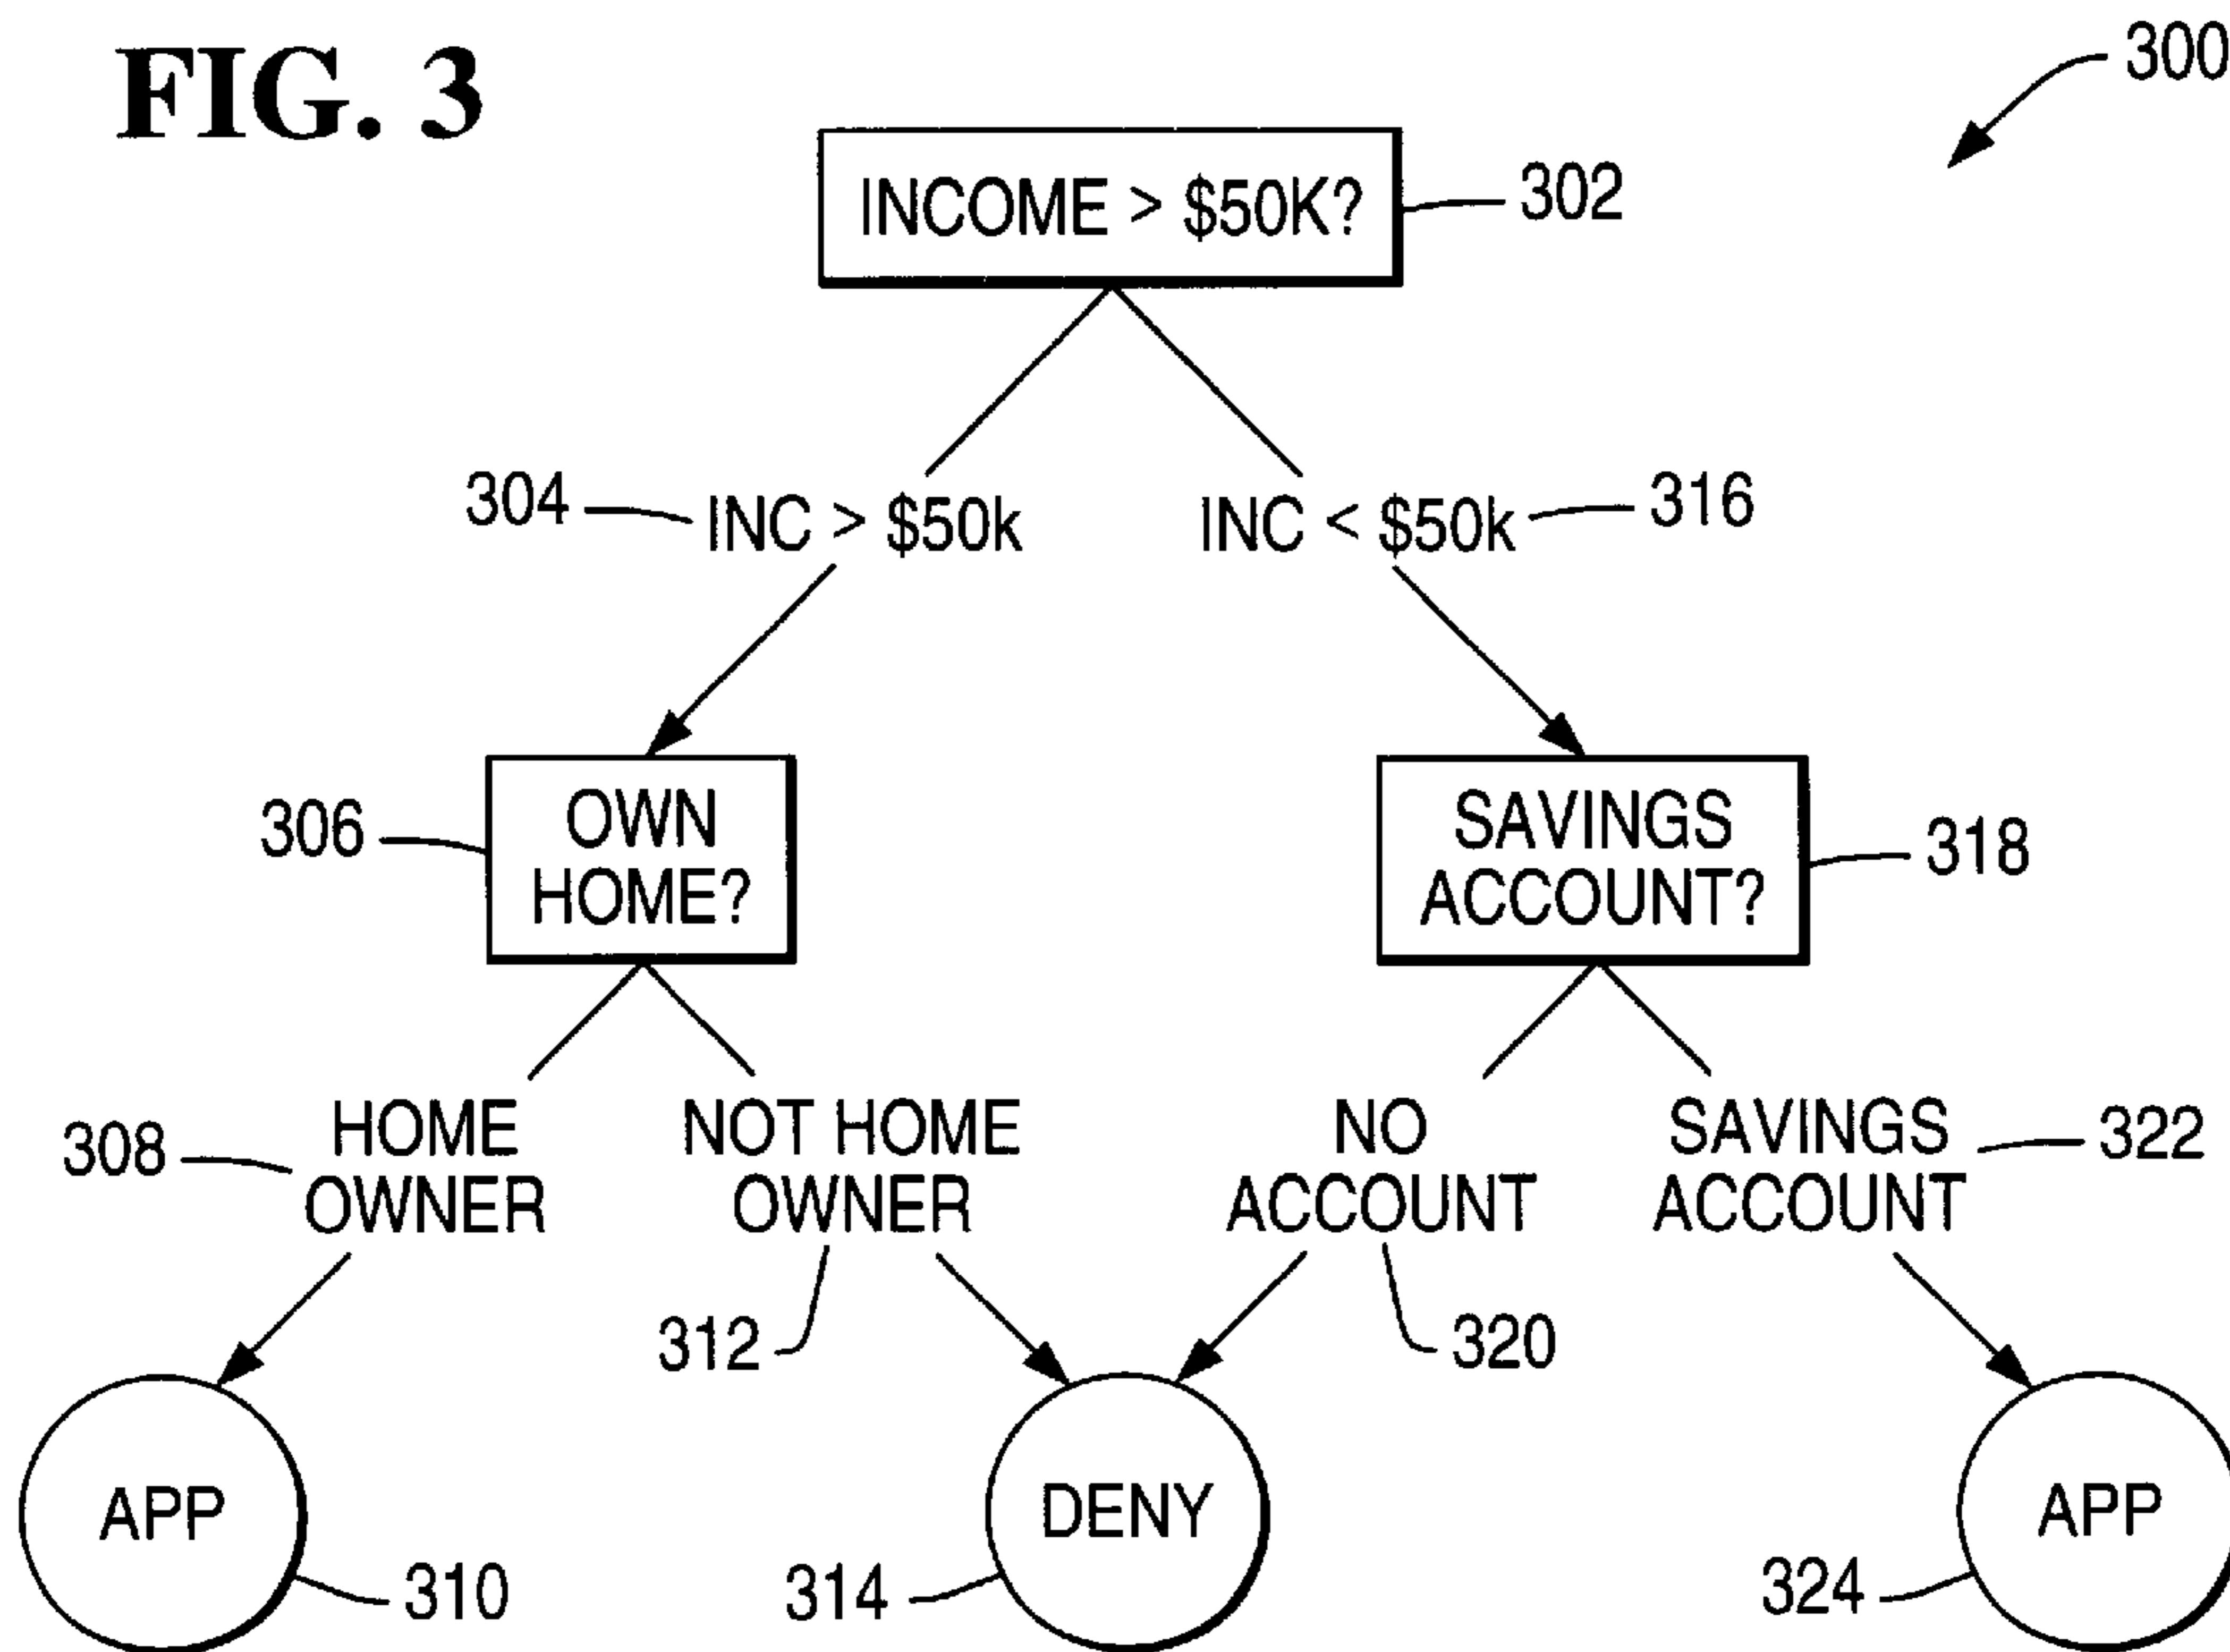 FIG. 3
300
INCOME > $50K?
302
304
INC > $50k
INC < $50k
316
306
OWN
HOME?
SAVINGS
ACCOUNT?
318
308
HOME
OWNER
NOT HOME
OWNER
NO
ACCOUNT
SAVINGS
ACCOUNT
322
312
320
APP
310
DENY
314
APP
324